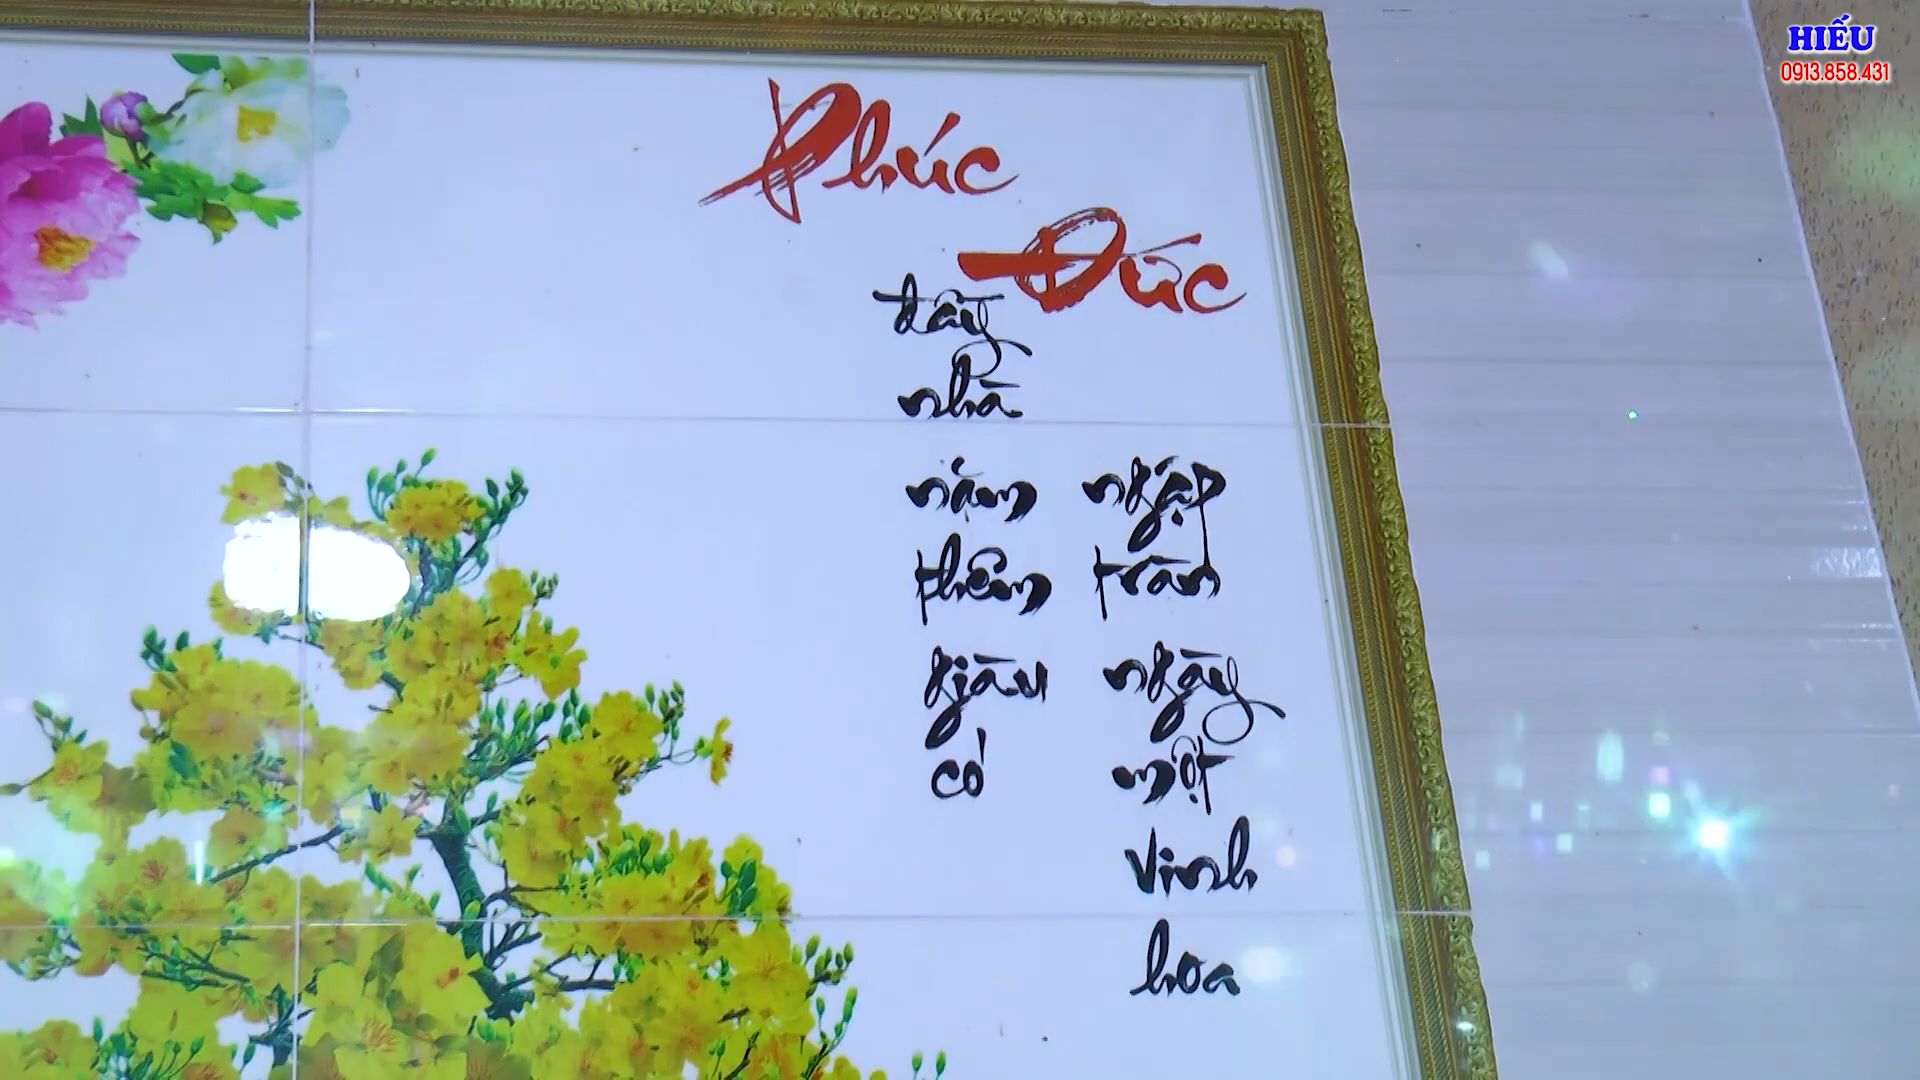 HIẾU
0913.858.431
Phúc
Đức
đầy
nhà
năm
thêm
giàu
có
ngập
tràn
ngày
một
vinh
hoa